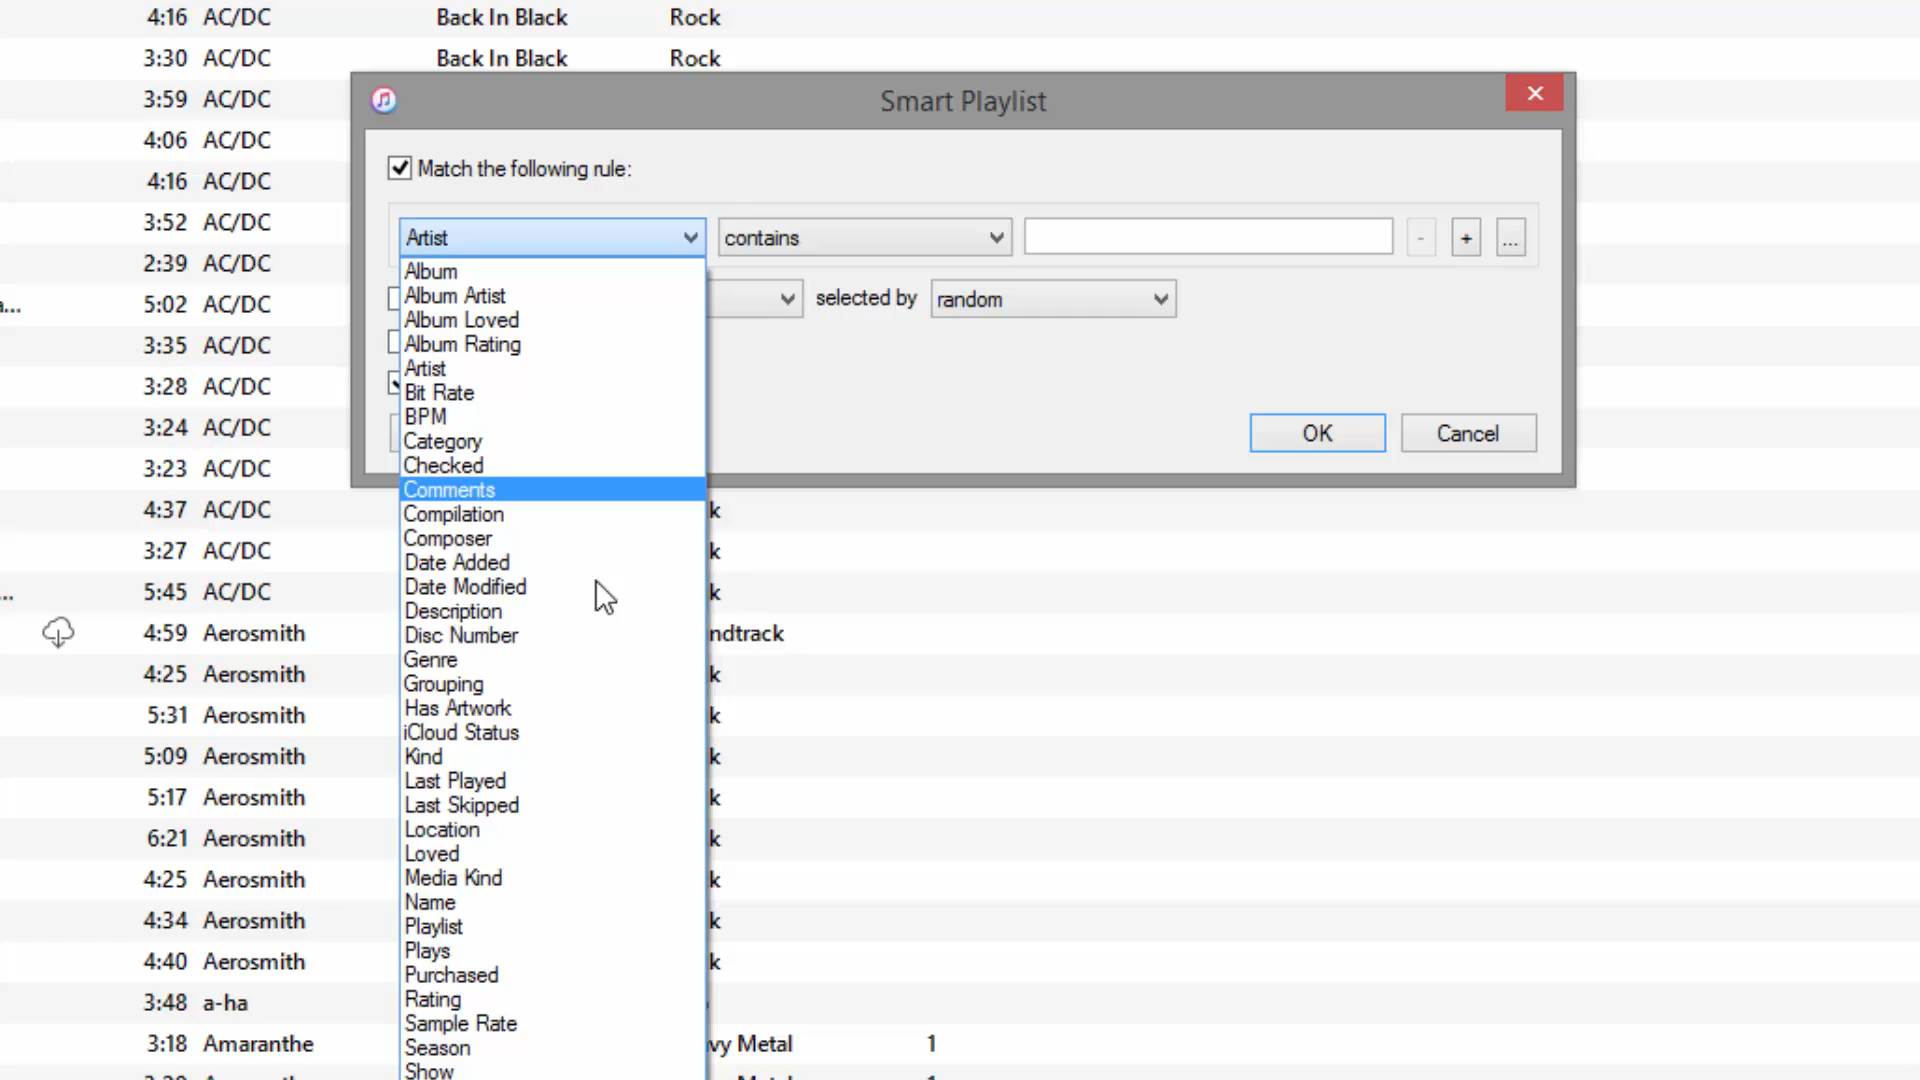 4:16 AC/DC Back In Black Rock
3:30 AC/DC Back In Black Rock
3:59 AC/DC
Smart Playlist
4:06 AC/DC
4:16 AC/DC
Match the following rule:
3:52 AC/DC
Artist contains - + ...
2:39 AC/DC
Album
Album Artist
a... 5:02 AC/DC
selected by random
Album Loved
3:35 AC/DC
Album Rating
Artist
3:28 AC/DC
Bit Rate
BPM
3:24 AC/DC
OK Cancel
Category
3:23 AC/DC
Checked
Comments
4:37 AC/DC k
Compilation
Composer
3:27 AC/DC k
Date Added
... 5:45 AC/DC k
Date Modified
Description
4:59 Aerosmith ndtrack
Disc Number
Genre
4:25 Aerosmith k
Grouping
5:31 Aerosmith k
Has Artwork
iCloud Status
5:09 Aerosmith k
Kind
Last Played
5:17 Aerosmith k
Last Skipped
6:21 Aerosmith k
Location
Loved
4:25 Aerosmith k
Media Kind
Name
4:34 Aerosmith k
Playlist
Plays
4:40 Aerosmith k
Purchased
3:48 a-ha
Rating
Sample Rate
3:18 Amaranthe vy Metal 1
Season
Show